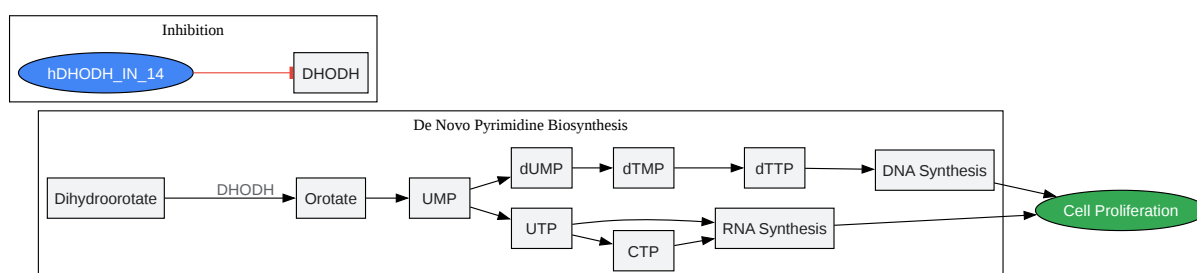 Inhibition
hDHODH_IN_14
DHODH
De Novo Pyrimidine Biosynthesis
Dihydroorotate
DHODH
Orotate
UMP
dUMP
dTMP
dTTP
DNA Synthesis
UTP
CTP
RNA Synthesis
Cell Proliferation